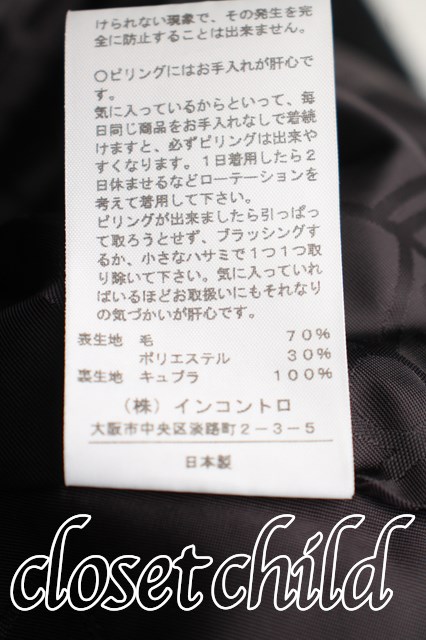 けられない現象で、その発生を完
全に防止することは出来ません。
○ピリングにはお手入れが肝心で
す。
気に入っているからといって、毎
日同じ商品をお手入れなしで着続
けますと、必ずピリングは出来や
すくなります。1日着用したら2
日休ませるなどローテーションを
考えて着用して下さい。
ピリングが出来ましたら引っぱっ
て取ろうとせず、ブラッシングす
るか、小さなハサミで1つ1つ取
り除いて下さい。気に入っていれ
ばいるほどお取扱いにもそれなり
の気づかいが肝心です。
表生地 毛 70%
ポリエステル 30%
裏生地 キュプラ 100%
(株)インコントロ
大阪市中央区淡路町2-3-5
日本製
closet child